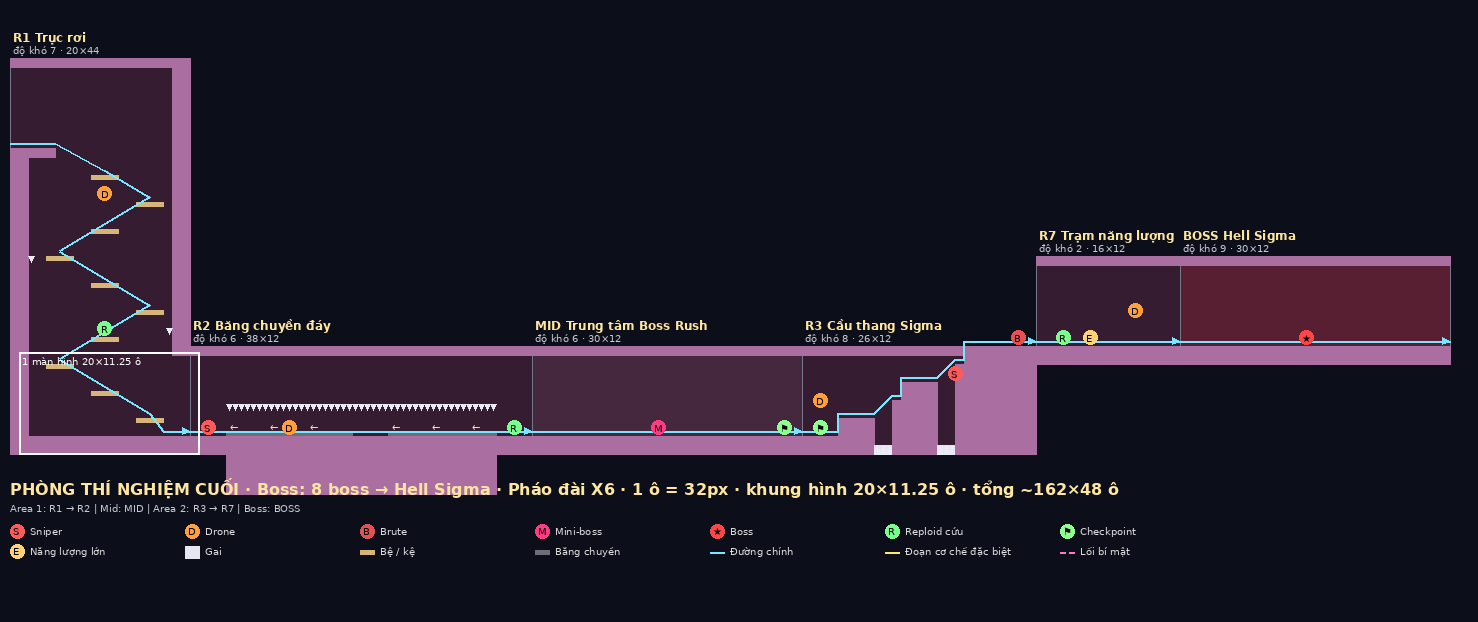 R1 Trục rơi
độ khó 7 · 20×44
D
R
1 màn hình 20×11.25 ô
R2 Băng chuyền đáy
độ khó 6 · 38×12
S
← ← D ← ← ← ←
R
MID Trung tâm Boss Rush
độ khó 6 · 30×12
M
R3 Cầu thang Sigma
độ khó 8 · 26×12
D
S
B
R7 Trạm năng lượng
độ khó 2 · 16×12
R
E
D
BOSS Hell Sigma
độ khó 9 · 30×12
PHÒNG THÍ NGHIỆM CUỐI · Boss: 8 boss → Hell Sigma · Pháo đài X6 · 1 ô = 32px · khung hình 20×11.25 ô · tổng ~162×48 ô
Area 1: R1 → R2 | Mid: MID | Area 2: R3 → R7 | Boss: BOSS
S Sniper
D Drone
B Brute
M Mini-boss
★ Boss
R Reploid cứu
⚑ Checkpoint
E Năng lượng lớn
Gai
Bệ / kệ
Băng chuyền
Đường chính
Đoạn cơ chế đặc biệt
Lối bí mật